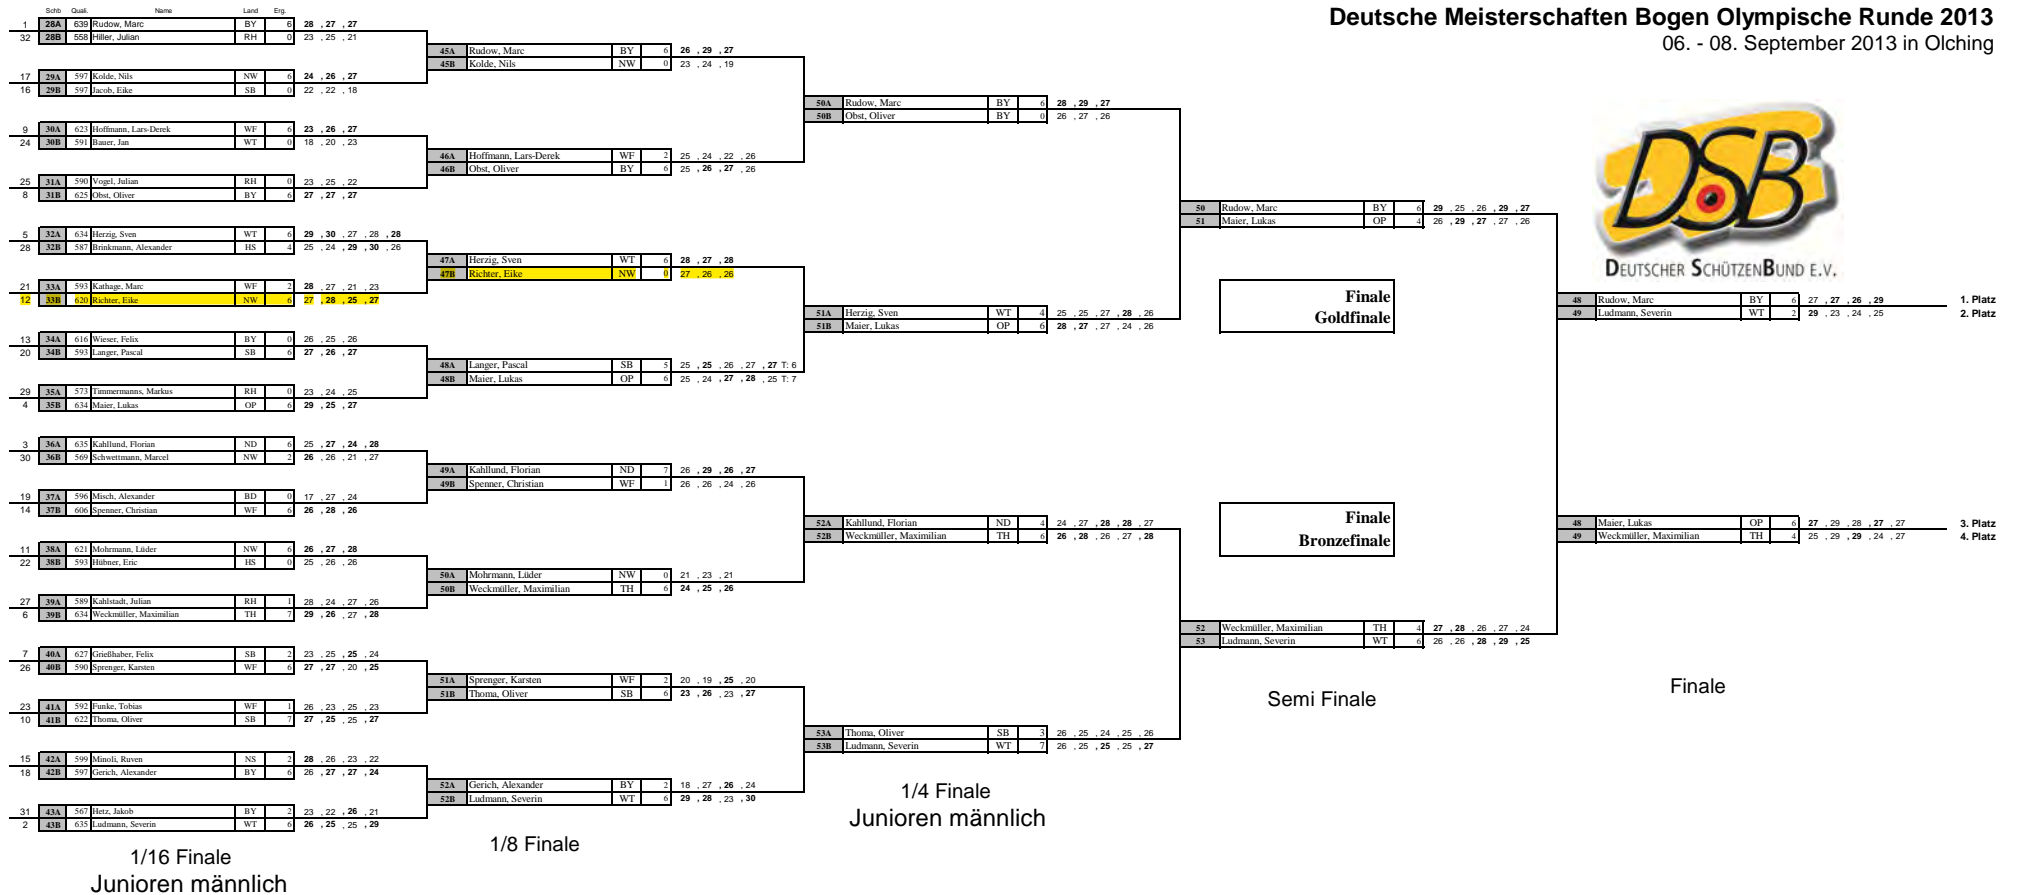 Deutsche Meisterschaften Bogen Olympische Runde 2013
06. - 08. September 2013 in Olching
DSB
DEUTSCHER SCHÜTZENBUND E.V.
Schb Quali. Name Land Erg.
1 28A 639 Rudow, Marc BY 6 28 , 27 , 27
32 28B 558 Hiller, Julian RH 0 23 , 25 , 21
17 29A 597 Kolde, Nils NW 6 24 , 26 , 27
16 29B 597 Jacob, Eike SB 0 22 , 22 , 18
9 30A 623 Hoffmann, Lars-Derek WF 6 23 , 26 , 27
24 30B 591 Bauer, Jan WT 0 18 , 20 , 23
25 31A 590 Vogel, Julian RH 0 23 , 25 , 22
8 31B 625 Obst, Oliver BY 6 27 , 27 , 27
5 32A 634 Herzig, Sven WT 6 29 , 30 , 27 , 28 , 28
28 32B 587 Brinkmann, Alexander HS 4 25 , 24 , 29 , 30 , 26
21 33A 593 Kathage, Marc WF 2 28 , 27 , 21 , 23
12 33B 620 Richter, Eike NW 6 27 , 28 , 25 , 27
13 34A 616 Wieser, Felix BY 0 26 , 25 , 26
20 34B 593 Langer, Pascal SB 6 27 , 26 , 27
29 35A 573 Timmermanns, Markus RH 0 23 , 24 , 25
4 35B 634 Maier, Lukas OP 6 29 , 25 , 27
3 36A 635 Kahllund, Florian ND 6 25 , 27 , 24 , 28
30 36B 569 Schwettmann, Marcel NW 2 26 , 26 , 21 , 27
19 37A 596 Misch, Alexander BD 0 17 , 27 , 24
14 37B 606 Spenner, Christian WF 6 26 , 28 , 26
11 38A 621 Mohrmann, Lüder NW 6 26 , 27 , 28
22 38B 593 Hübner, Eric HS 0 25 , 26 , 26
27 39A 589 Kahlstadt, Julian RH 1 28 , 24 , 27 , 26
6 39B 634 Weckmüller, Maximilian TH 7 29 , 26 , 27 , 28
7 40A 627 Grießhaber, Felix SB 2 23 , 25 , 25 , 24
26 40B 590 Sprenger, Karsten WF 6 27 , 27 , 20 , 25
23 41A 592 Funke, Tobias WF 1 26 , 23 , 25 , 23
10 41B 622 Thoma, Oliver SB 7 27 , 25 , 25 , 27
15 42A 599 Minoli, Ruven NS 2 28 , 26 , 23 , 22
18 42B 597 Gerich, Alexander BY 6 26 , 27 , 27 , 24
31 43A 567 Hetz, Jakob BY 2 23 , 22 , 26 , 21
2 43B 635 Ludmann, Severin WT 6 26 , 25 , 25 , 29
1/16 Finale
Junioren männlich
45A Rudow, Marc BY 6 26 , 29 , 27
45B Kolde, Nils NW 0 23 , 24 , 19
46A Hoffmann, Lars-Derek WF 2 25 , 24 , 22 , 26
46B Obst, Oliver BY 6 25 , 26 , 27 , 26
47A Herzig, Sven WT 6 28 , 27 , 28
47B Richter, Eike NW 0 27 , 26 , 26
48A Langer, Pascal SB 5 25 , 25 , 26 , 27 , 27 T: 6
48B Maier, Lukas OP 6 25 , 24 , 27 , 28 , 25 T: 7
49A Kahllund, Florian ND 7 26 , 29 , 26 , 27
49B Spenner, Christian WF 1 26 , 26 , 24 , 26
50A Mohrmann, Lüder NW 0 21 , 23 , 21
50B Weckmüller, Maximilian TH 6 24 , 25 , 26
51A Sprenger, Karsten WF 2 20 , 19 , 25 , 20
51B Thoma, Oliver SB 6 23 , 26 , 23 , 27
52A Gerich, Alexander BY 2 18 , 27 , 26 , 24
52B Ludmann, Severin WT 6 29 , 28 , 23 , 30
1/8 Finale
50A Rudow, Marc BY 6 28 , 29 , 27
50B Obst, Oliver BY 0 26 , 27 , 26
51A Herzig, Sven WT 4 25 , 25 , 27 , 28 , 26
51B Maier, Lukas OP 6 28 , 27 , 27 , 24 , 26
52A Kahllund, Florian ND 4 24 , 27 , 28 , 28 , 27
52B Weckmüller, Maximilian TH 6 26 , 28 , 26 , 27 , 28
53A Thoma, Oliver SB 3 26 , 25 , 24 , 25 , 26
53B Ludmann, Severin WT 7 26 , 25 , 25 , 25 , 27
1/4 Finale
Junioren männlich
50 Rudow, Marc BY 6 29 , 25 , 26 , 29 , 27
51 Maier, Lukas OP 4 26 , 29 , 27 , 27 , 26
Finale
Goldfinale
Finale
Bronzefinale
52 Weckmüller, Maximilian TH 4 27 , 28 , 26 , 27 , 24
53 Ludmann, Severin WT 6 26 , 26 , 28 , 29 , 25
Semi Finale
48 Rudow, Marc BY 6 27 , 27 , 26 , 29 1. Platz
49 Ludmann, Severin WT 2 29 , 23 , 24 , 25 2. Platz
48 Maier, Lukas OP 6 27 , 29 , 28 , 27 , 27 3. Platz
49 Weckmüller, Maximilian TH 4 25 , 29 , 29 , 24 , 27 4. Platz
Finale